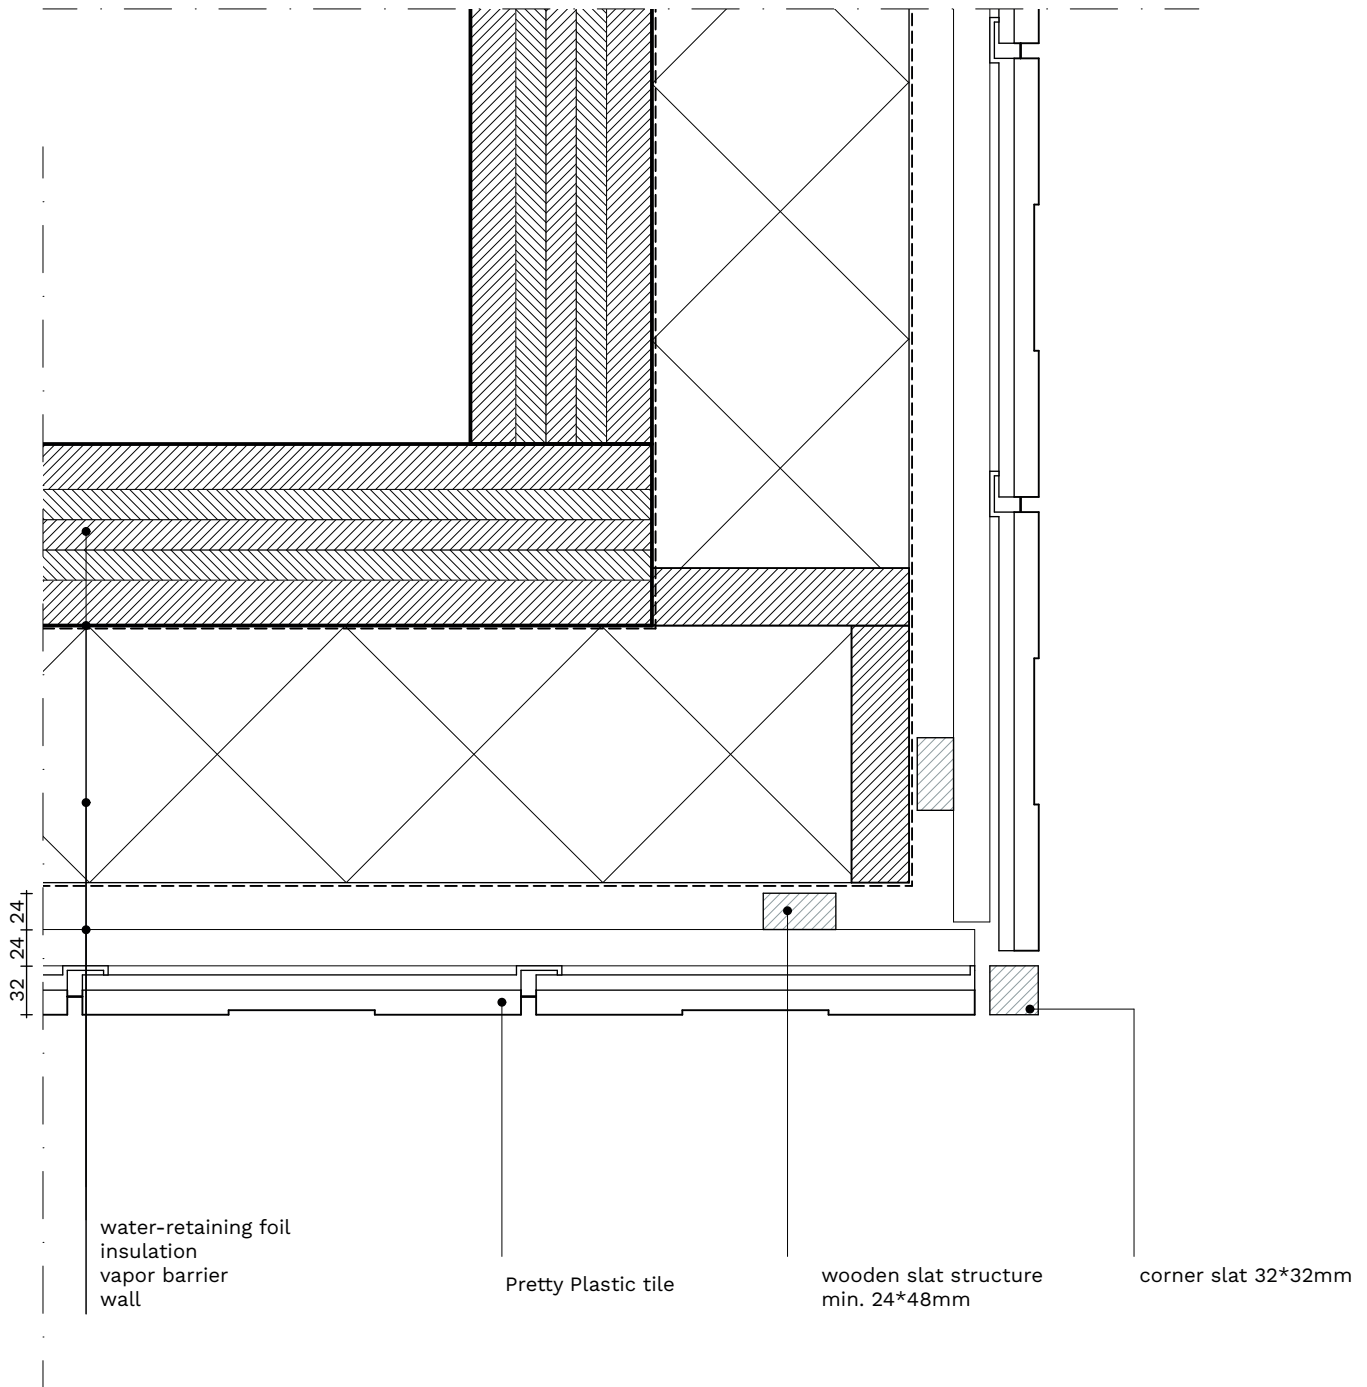 24
24
32
water-retaining foil
insulation
vapor barrier
wall
Pretty Plastic tile
wooden slat structure
min. 24*48mm
corner slat 32*32mm